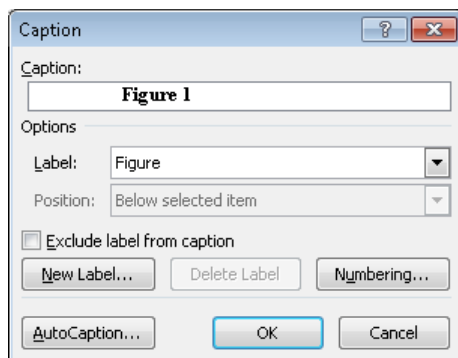 Caption
Caption:
Figure 1
Options
Label: Figure
Position: Below selected item
Exclude label from caption
New Label... Delete Label Numbering...
AutoCaption... OK Cancel